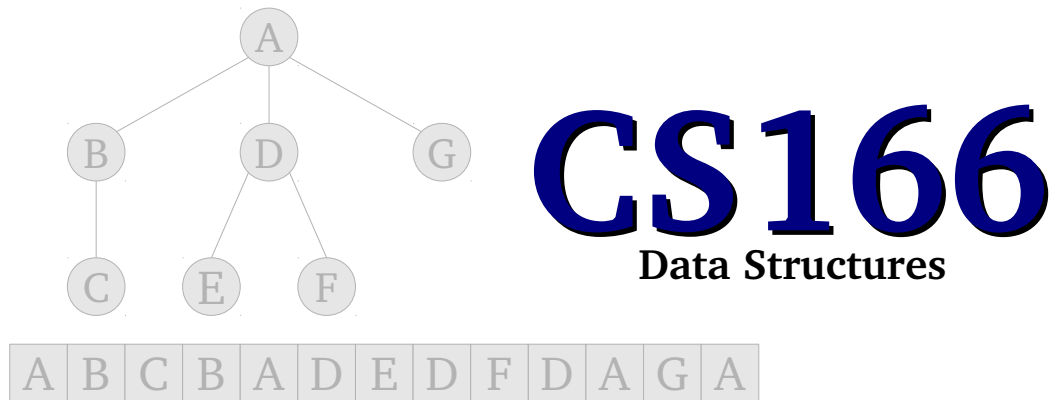 A
B D G
CS166
Data Structures
C E F
A B C B A D E D F D A G A